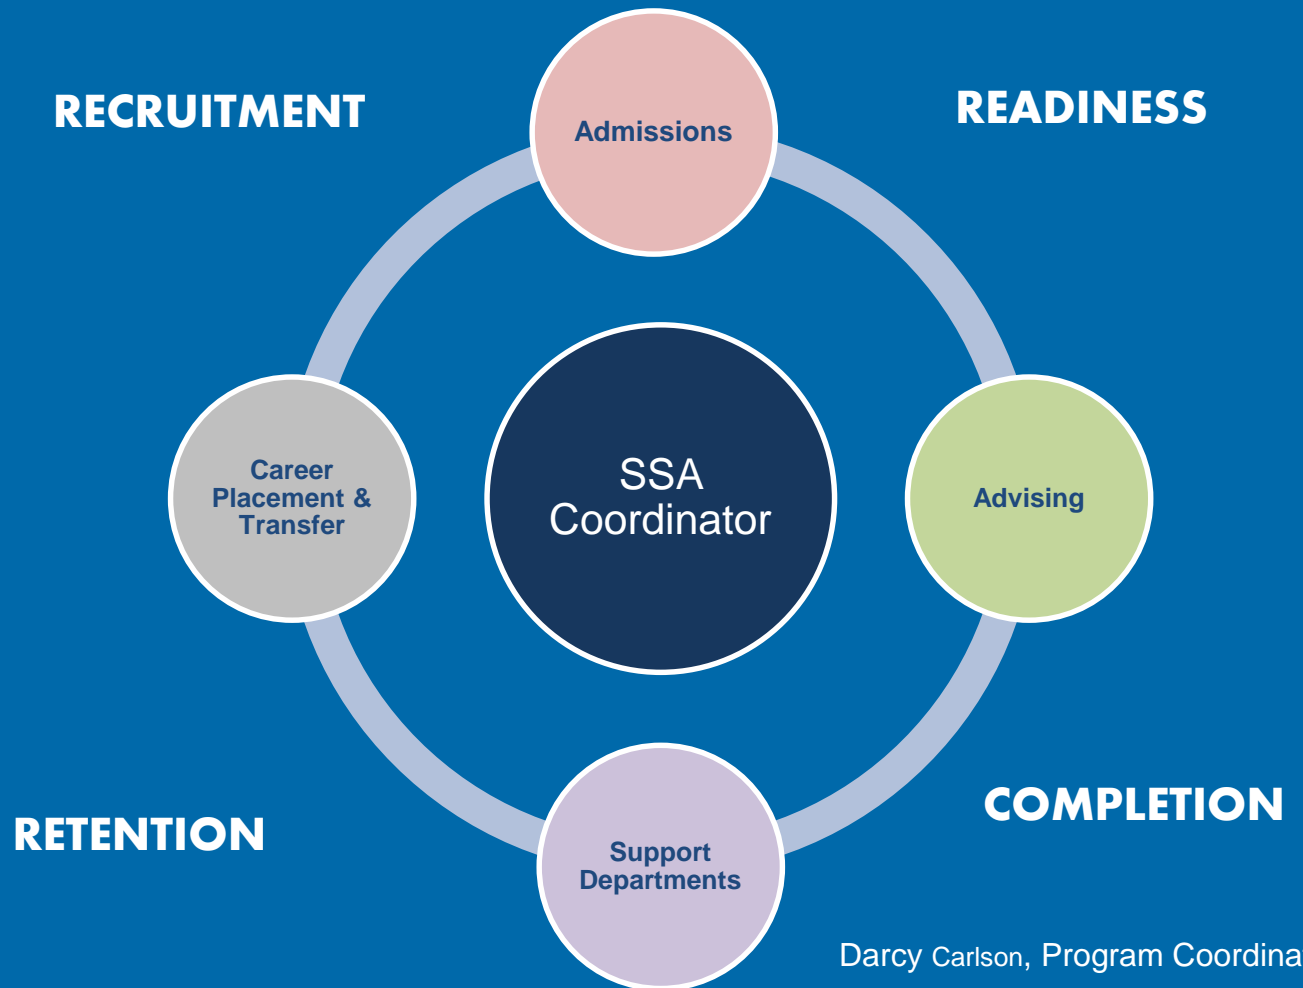 RECRUITMENT
READINESS
Admissions
Career
Placement &
Transfer
SSA
Coordinator
Advising
RETENTION
COMPLETION
Support
Departments
Darcy Carlson, Program Coordina